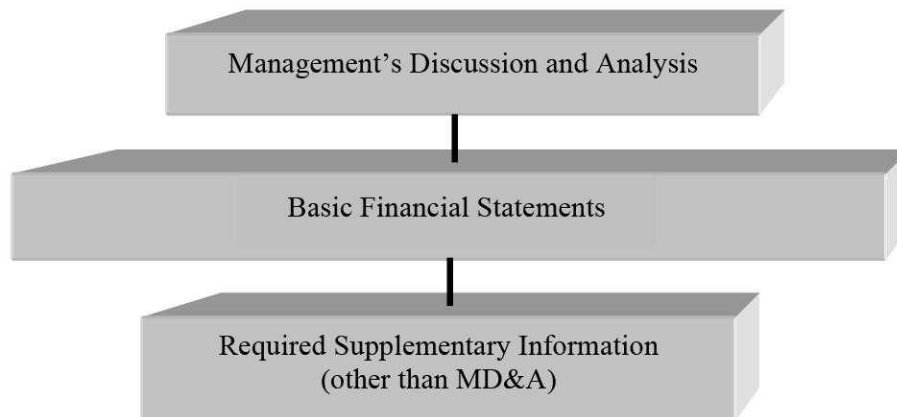 Management’s Discussion and Analysis
Basic Financial Statements
Required Supplementary Information
(other than MD&A)